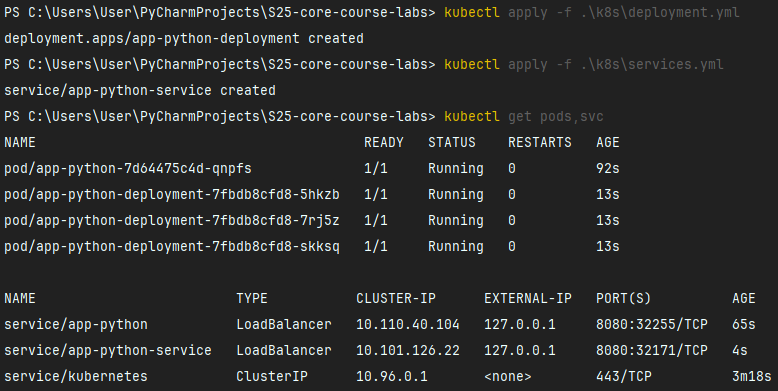 PS C:\Users\User\PyCharmProjects\S25-core-course-labs> kubectl apply -f .\k8s\deployment.yml
deployment.apps/app-python-deployment created
PS C:\Users\User\PyCharmProjects\S25-core-course-labs> kubectl apply -f .\k8s\services.yml
service/app-python-service created
PS C:\Users\User\PyCharmProjects\S25-core-course-labs> kubectl get pods,svc
NAME READY STATUS RESTARTS AGE
pod/app-python-7d64475c4d-qnpfs 1/1 Running 0 92s
pod/app-python-deployment-7fbdb8cfd8-5hkzb 1/1 Running 0 13s
pod/app-python-deployment-7fbdb8cfd8-7rj5z 1/1 Running 0 13s
pod/app-python-deployment-7fbdb8cfd8-skksq 1/1 Running 0 13s
NAME TYPE CLUSTER-IP EXTERNAL-IP PORT(S) AGE
service/app-python LoadBalancer 10.110.40.104 127.0.0.1 8080:32255/TCP 65s
service/app-python-service LoadBalancer 10.101.126.22 127.0.0.1 8080:32171/TCP 4s
service/kubernetes ClusterIP 10.96.0.1 <none> 443/TCP 3m18s